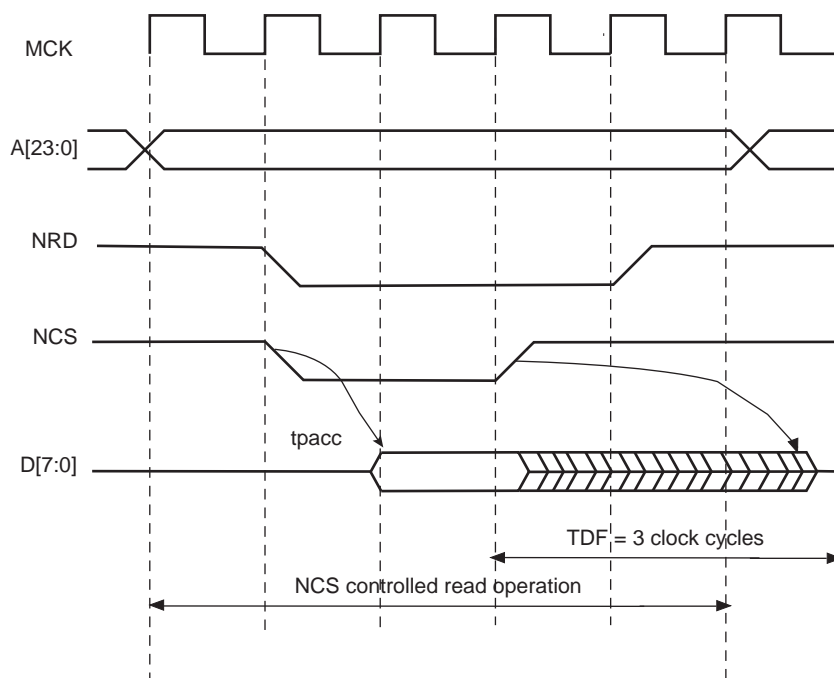 MCK
A[23:0]
NRD
NCS
tpacc
D[7:0]
TDF = 3 clock cycles
NCS controlled read operation